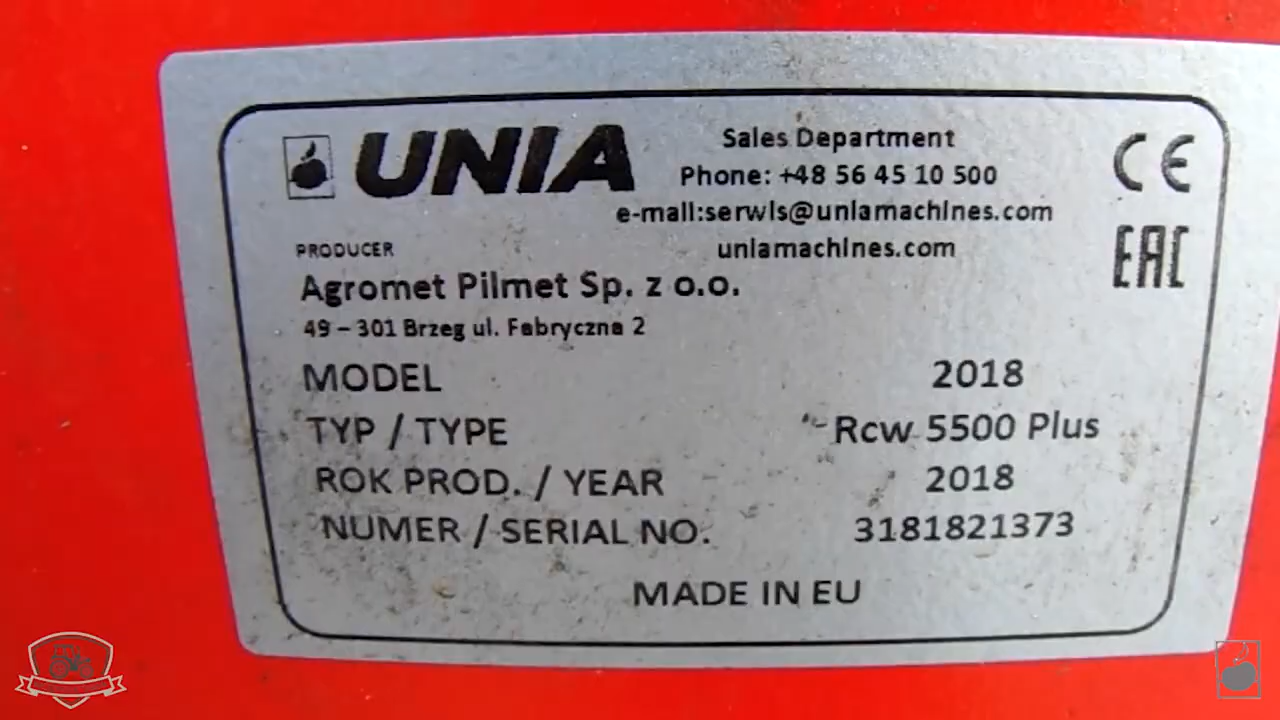 UNIA
Sales Department
Phone: +48 56 45 10 500
e-mail:serwis@uniamachines.com
uniamachines.com
PRODUCER
Agromet Pilmet Sp. z o.o.
49 – 301 Brzeg ul. Fabryczna 2
CE
EAC
MODEL 2018
TYP / TYPE Rcw 5500 Plus
ROK PROD. / YEAR 2018
NUMER / SERIAL NO. 3181821373
MADE IN EU